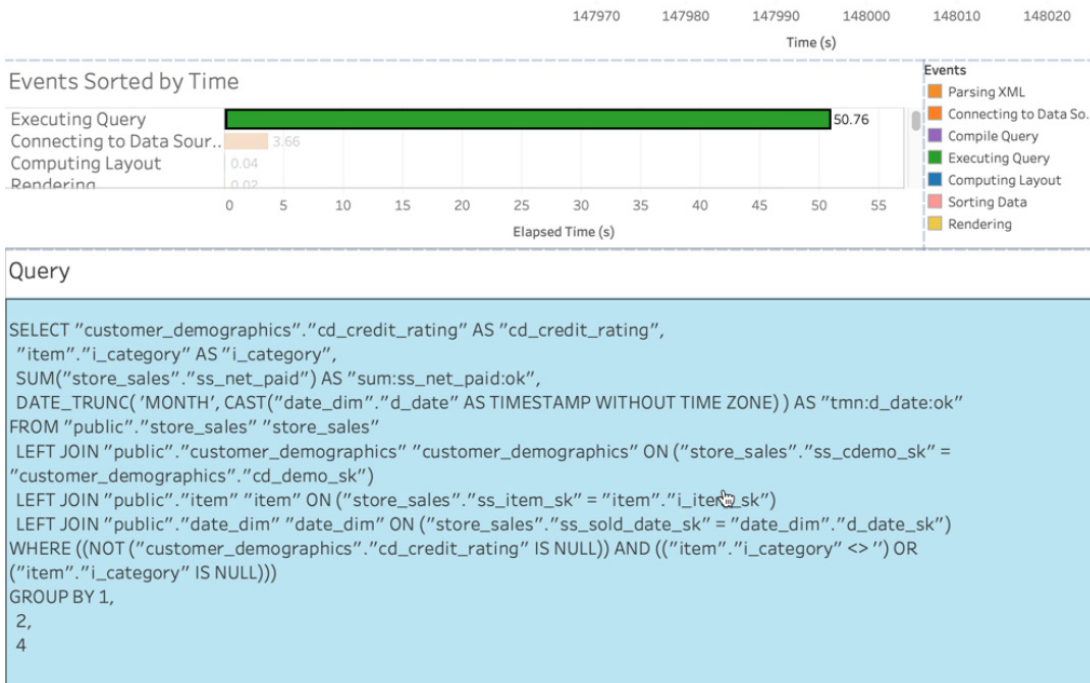 147970 147980 147990 148000 148010 148020
Time (s)
Events Sorted by Time
Executing Query 50.76
Connecting to Data Sour.. 3.66
Computing Layout 0.04
Rendering 0.02
0 5 10 15 20 25 30 35 40 45 50 55
Elapsed Time (s)
Events
Parsing XML
Connecting to Data So..
Compile Query
Executing Query
Computing Layout
Sorting Data
Rendering
Query
SELECT "customer_demographics"."cd_credit_rating" AS "cd_credit_rating",
"item"."i_category" AS "i_category",
SUM("store_sales"."ss_net_paid") AS "sum:ss_net_paid:ok",
DATE_TRUNC( 'MONTH', CAST("date_dim"."d_date" AS TIMESTAMP WITHOUT TIME ZONE) ) AS "tmn:d_date:ok"
FROM "public"."store_sales" "store_sales"
LEFT JOIN "public"."customer_demographics" "customer_demographics" ON ("store_sales"."ss_cdemo_sk" =
"customer_demographics"."cd_demo_sk")
LEFT JOIN "public"."item" "item" ON ("store_sales"."ss_item_sk" = "item"."i_item_sk")
LEFT JOIN "public"."date_dim" "date_dim" ON ("store_sales"."ss_sold_date_sk" = "date_dim"."d_date_sk")
WHERE ((NOT ("customer_demographics"."cd_credit_rating" IS NULL)) AND (("item"."i_category" <> '') OR
("item"."i_category" IS NULL)))
GROUP BY 1,
2,
4